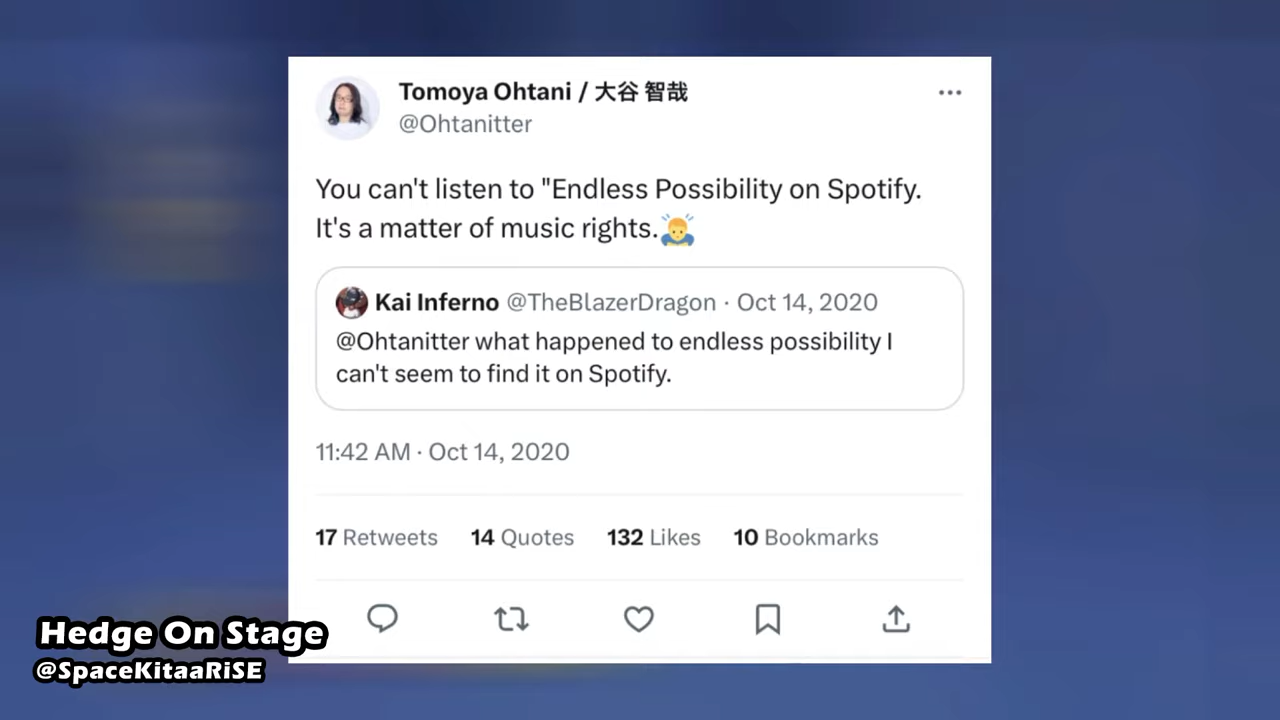 Tomoya Ohtani / 大谷 智哉
@Ohtanitter
You can't listen to "Endless Possibility on Spotify.
It's a matter of music rights.🙇
Kai Inferno @TheBlazerDragon · Oct 14, 2020
@Ohtanitter what happened to endless possibility I
can't seem to find it on Spotify.
11:42 AM · Oct 14, 2020
17 Retweets 14 Quotes 132 Likes 10 Bookmarks
Hedge On Stage
@SpaceKitaaRiSE